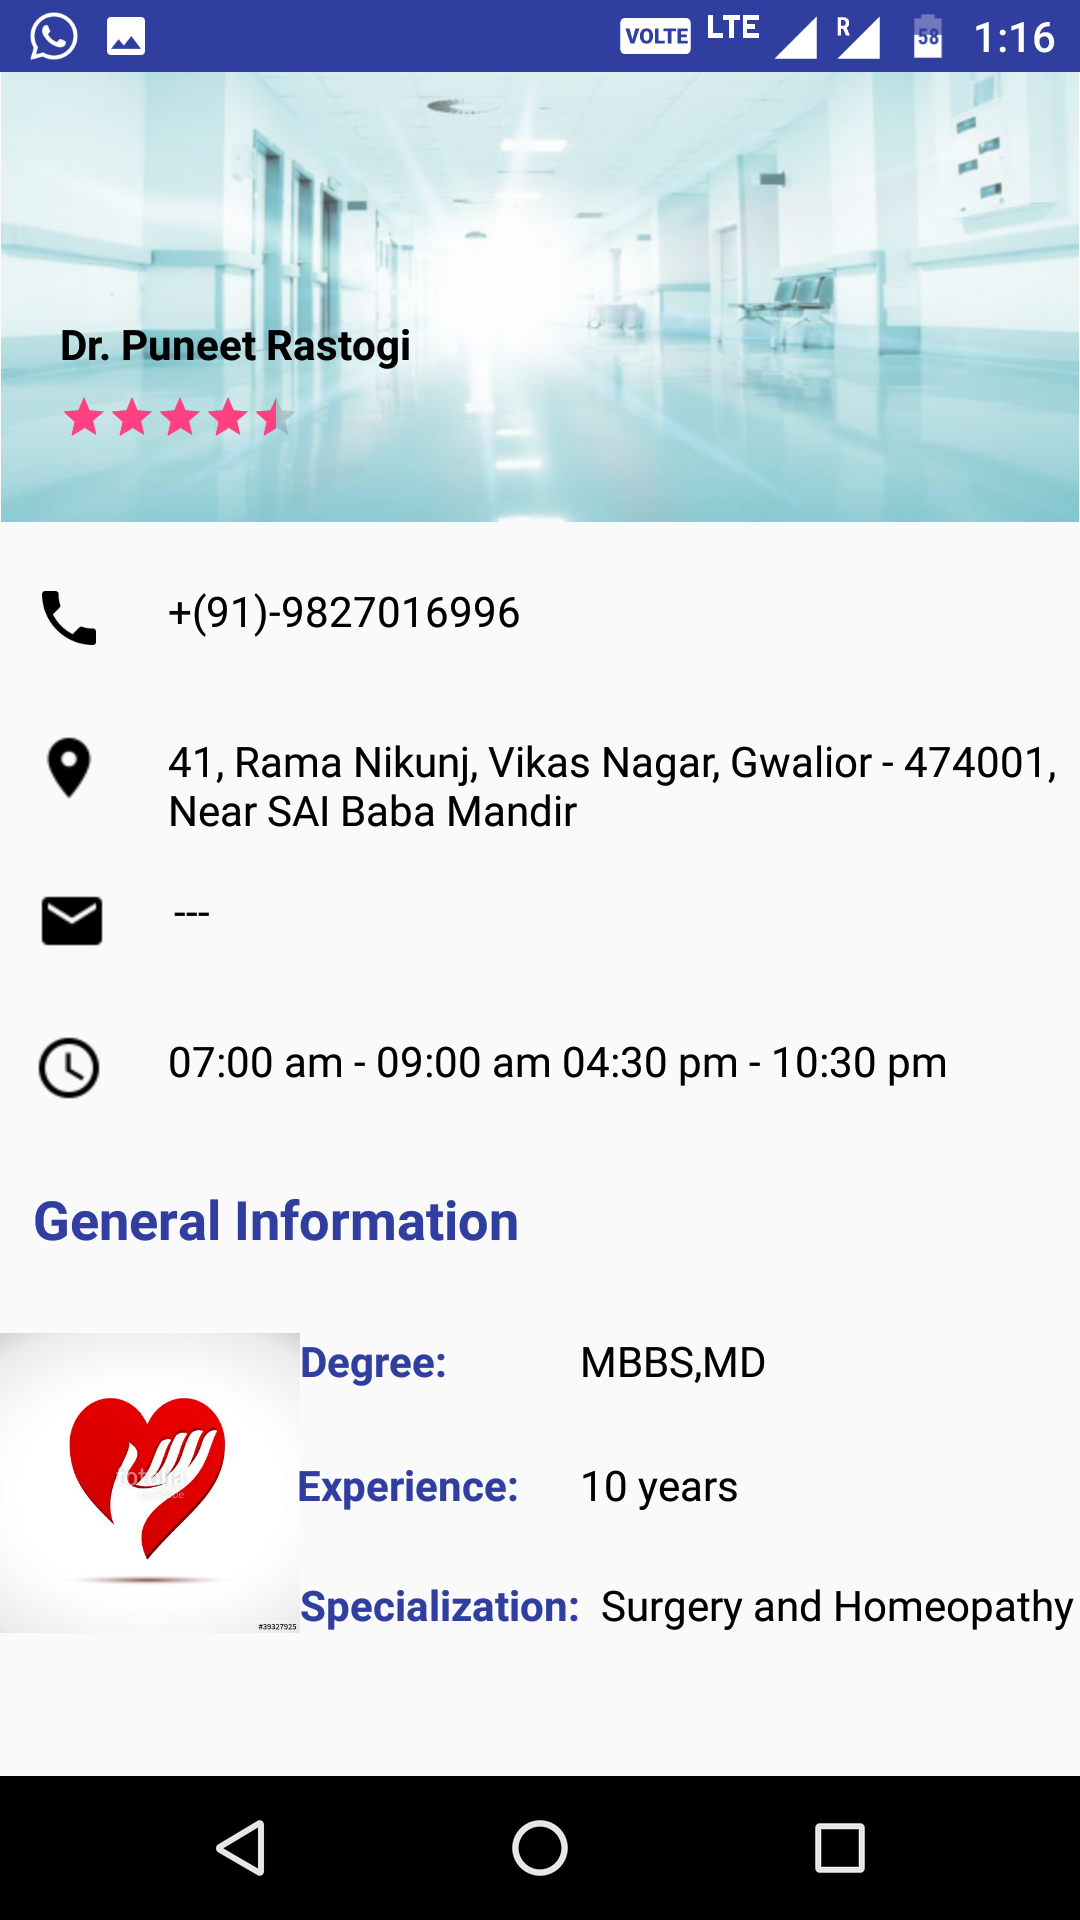 VOLTE LTE R 58 1:16
Dr. Puneet Rastogi
+(91)-9827016996
41, Rama Nikunj, Vikas Nagar, Gwalior - 474001,
Near SAI Baba Mandir
---
07:00 am - 09:00 am 04:30 pm - 10:30 pm
General Information
Degree: MBBS,MD
fotolia
Experience: 10 years
Specialization: Surgery and Homeopathy
#39327925